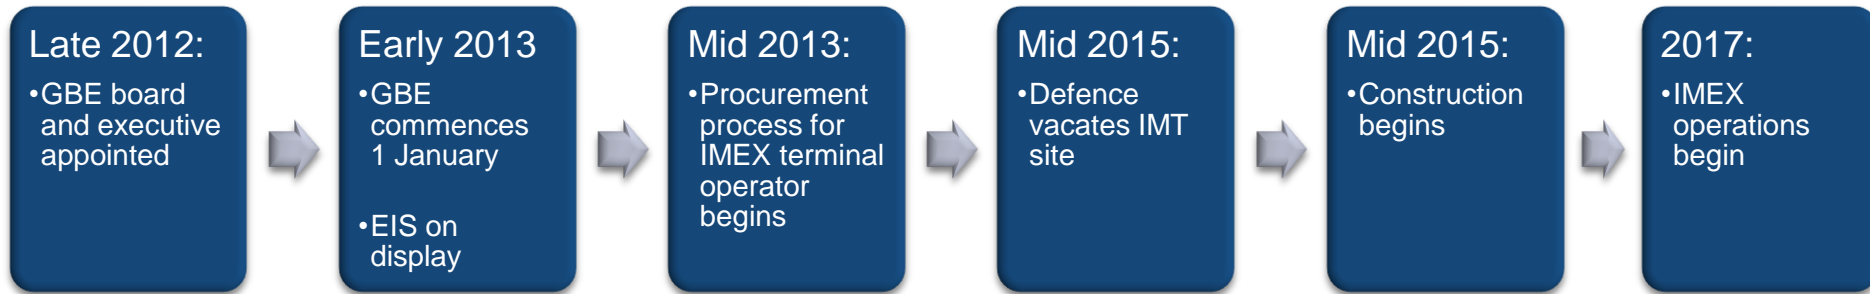 Late 2012:
•GBE board
and executive
appointed
Early 2013
•GBE
commences
1 January
•EIS on
display
Mid 2013:
•Procurement
process for
IMEX terminal
operator
begins
Mid 2015:
•Defence
vacates IMT
site
Mid 2015:
•Construction
begins
2017:
•IMEX
operations
begin